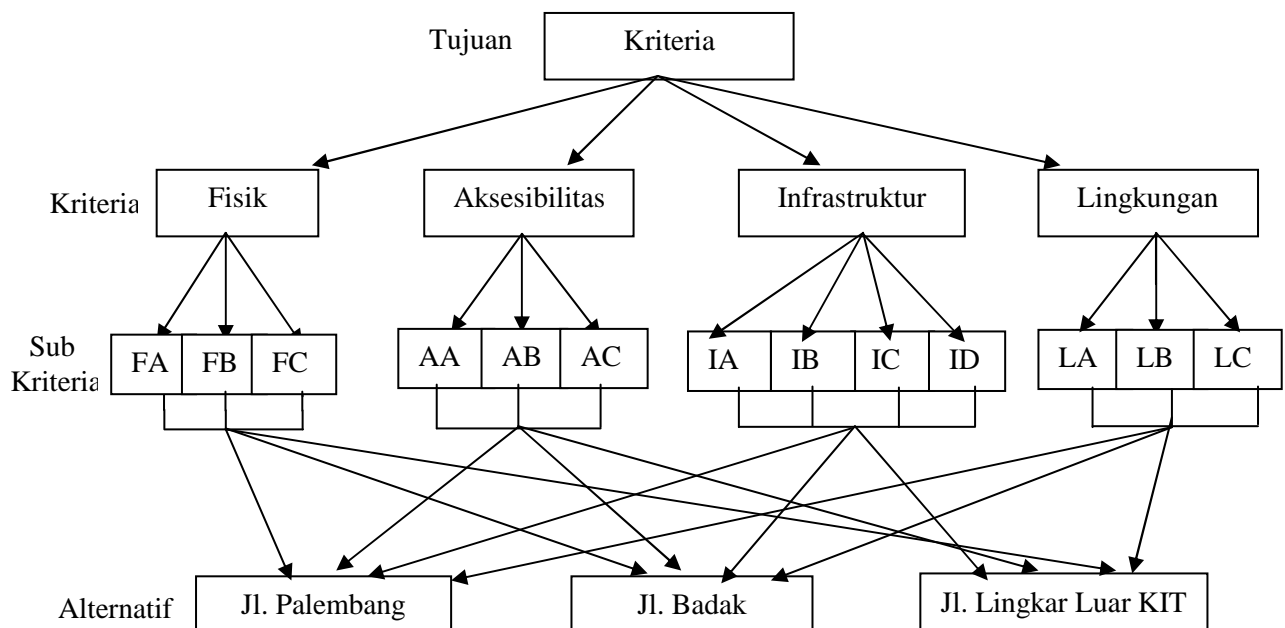 Tujuan
Kriteria
Kriteria
Fisik
Aksesibilitas
Infrastruktur
Lingkungan
Sub
Kriteria
FA
FB
FC
AA
AB
AC
IA
IB
IC
ID
LA
LB
LC
Alternatif
Jl. Palembang
Jl. Badak
Jl. Lingkar Luar KIT